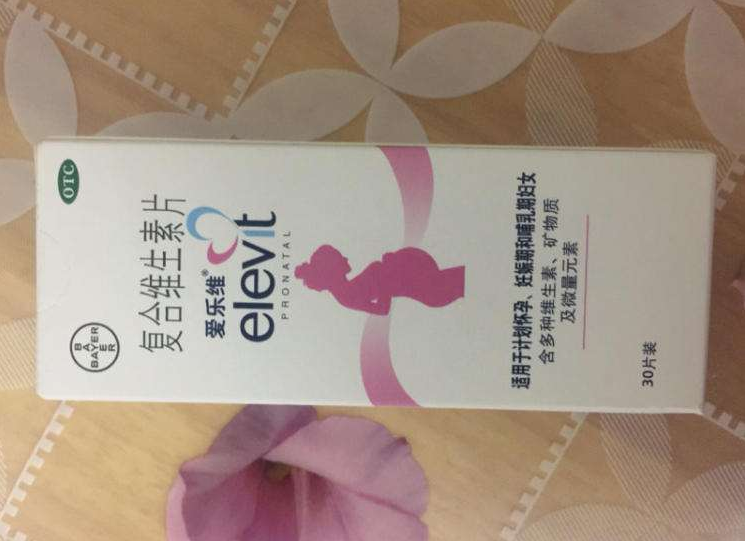 OTC
BAYER
BAYER
复合维生素片
爱乐维®
elevit
PRONATAL
适用于计划怀孕、妊娠期和哺乳期妇女
含多种维生素、矿物质
及微量元素
30片装